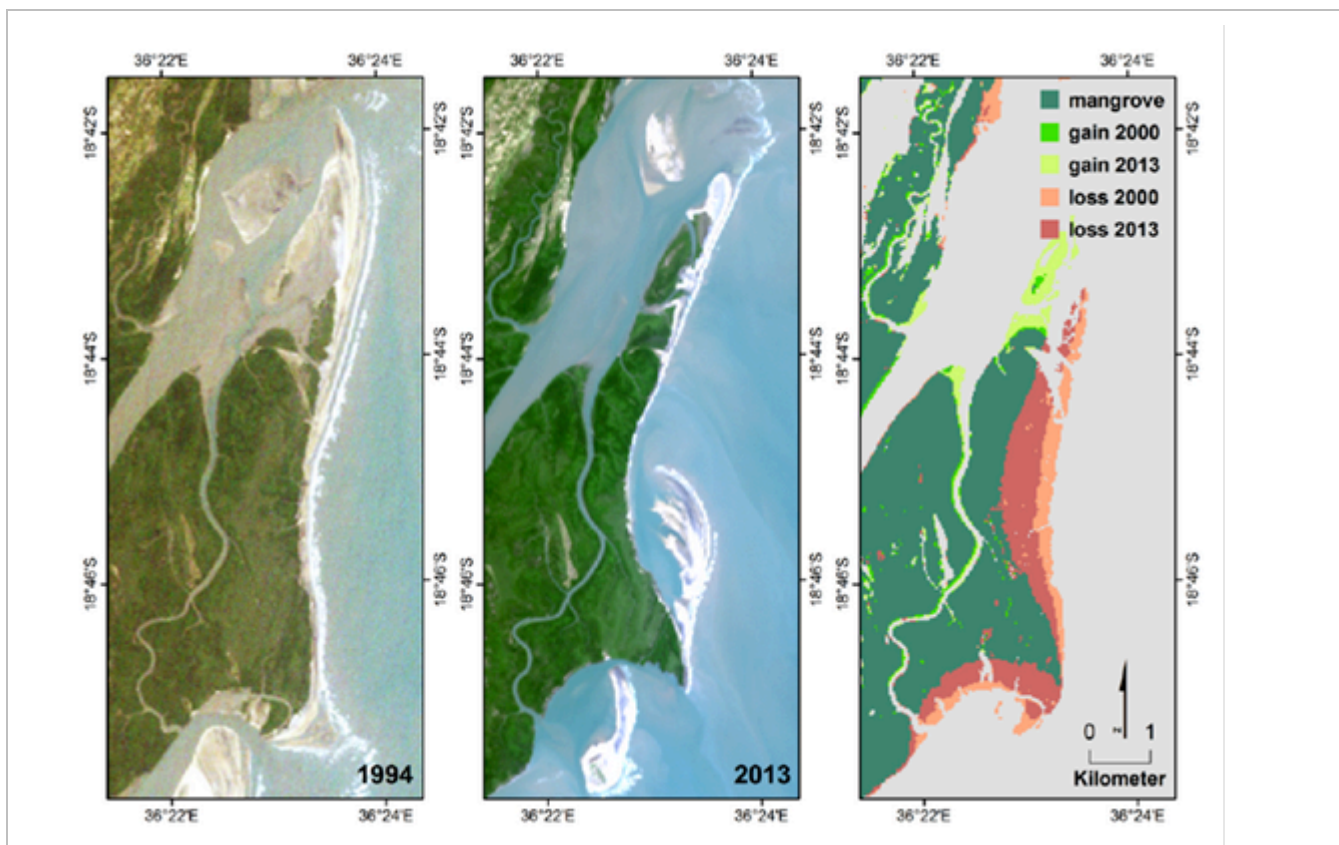 36°22'E 36°24'E 36°22'E 36°24'E 36°22'E 36°24'E
18°42'S 18°42'S 18°42'S 18°42'S
18°44'S 18°44'S 18°44'S 18°44'S
18°46'S 18°46'S 18°46'S 18°46'S
mangrove
gain 2000
gain 2013
loss 2000
loss 2013
1994
2013
N
0 1
Kilometer
36°22'E 36°24'E 36°22'E 36°24'E 36°22'E 36°24'E